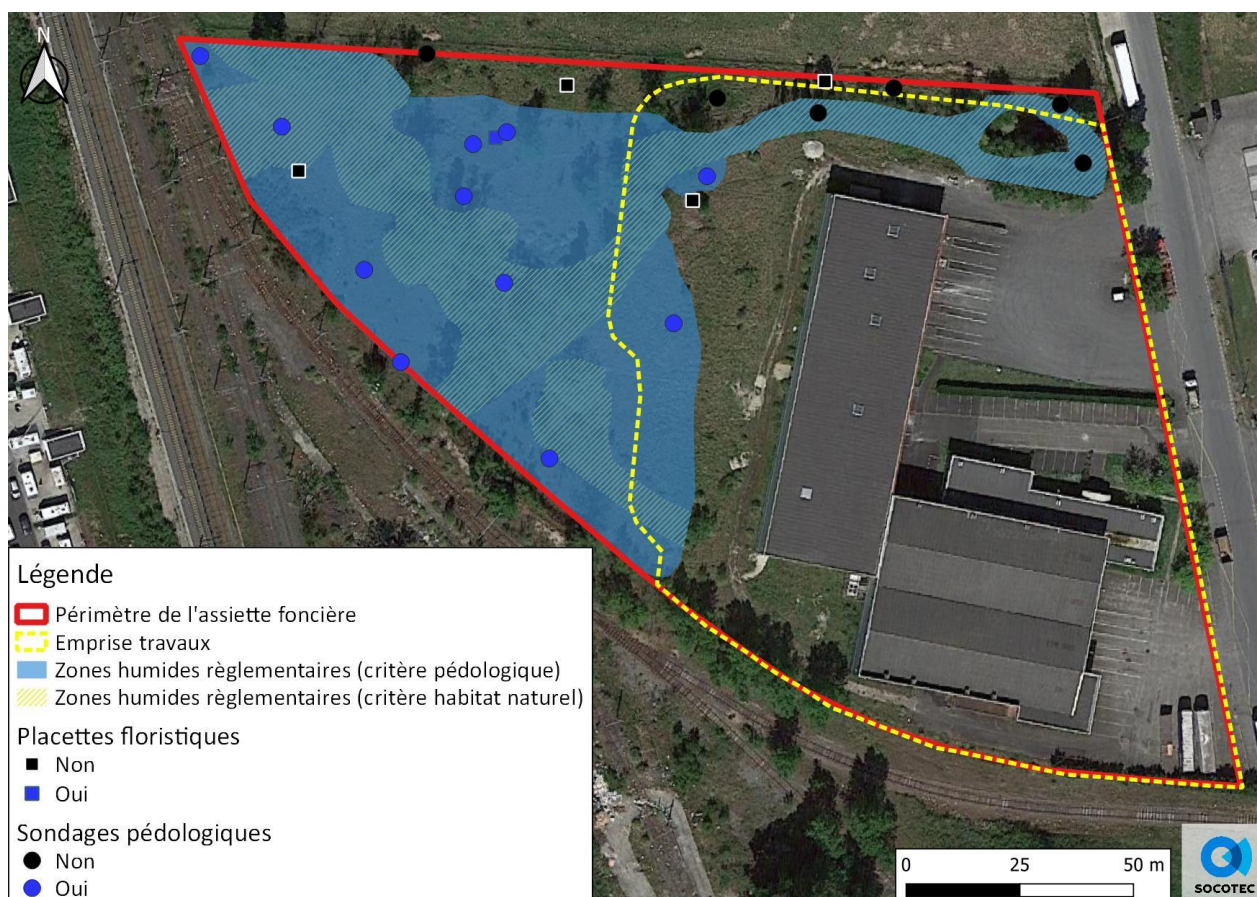 N
Légende
Périmètre de l'assiette foncière
Emprise travaux
Zones humides règlementaires (critère pédologique)
Zones humides règlementaires (critère habitat naturel)
Placettes floristiques
Non
Oui
Sondages pédologiques
Non
Oui
0 25 50 m
SOCOTEC